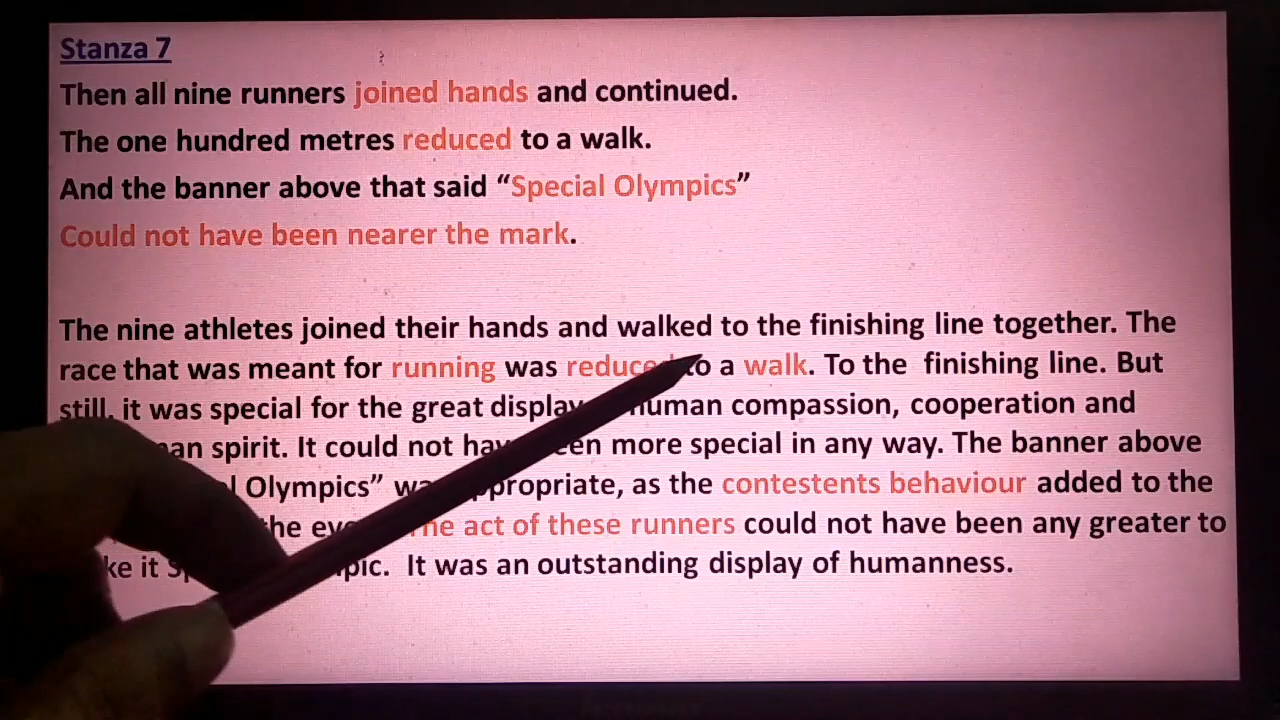 Stanza 7
Then all nine runners joined hands and continued.
The one hundred metres reduced to a walk.
And the banner above that said “Special Olympics”
Could not have been nearer the mark.
The nine athletes joined their hands and walked to the finishing line together. The
race that was meant for running was reduced to a walk. To the finishing line. But
still, it was special for the great display human compassion, cooperation and
spirit. It could not have been more special in any way. The banner above
Olympics” was appropriate, as the contestents behaviour added to the
the act of these runners could not have been any greater to
it It was an outstanding display of humanness.